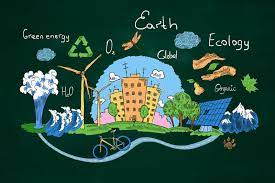 Earth
Green energy
O₂
Global
Ecology
H₂O
Organic